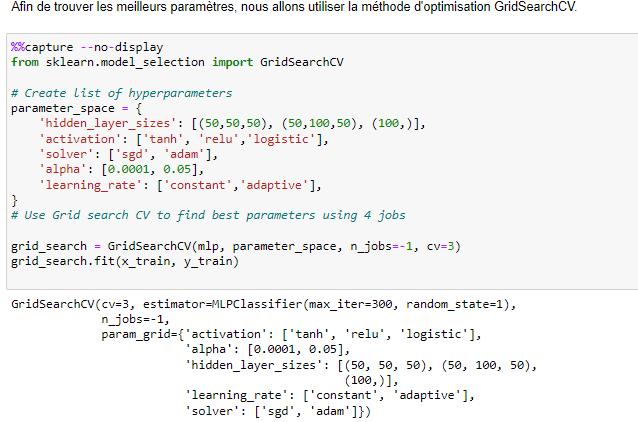 Afin de trouver les meilleurs paramètres, nous allons utiliser la méthode d'optimisation GridSearchCV.
%%capture --no-display
from sklearn.model_selection import GridSearchCV
# Create list of hyperparameters
parameter_space = {
    'hidden_layer_sizes': [(50,50,50), (50,100,50), (100,)],
    'activation': ['tanh', 'relu','logistic'],
    'solver': ['sgd', 'adam'],
    'alpha': [0.0001, 0.05],
    'learning_rate': ['constant','adaptive'],
}
# Use Grid search CV to find best parameters using 4 jobs
grid_search = GridSearchCV(mlp, parameter_space, n_jobs=-1, cv=3)
grid_search.fit(x_train, y_train)
GridSearchCV(cv=3, estimator=MLPClassifier(max_iter=300, random_state=1),
             n_jobs=-1,
             param_grid={'activation': ['tanh', 'relu', 'logistic'],
                         'alpha': [0.0001, 0.05],
                         'hidden_layer_sizes': [(50, 50, 50), (50, 100, 50),
                                                (100,)],
                         'learning_rate': ['constant', 'adaptive'],
                         'solver': ['sgd', 'adam']})